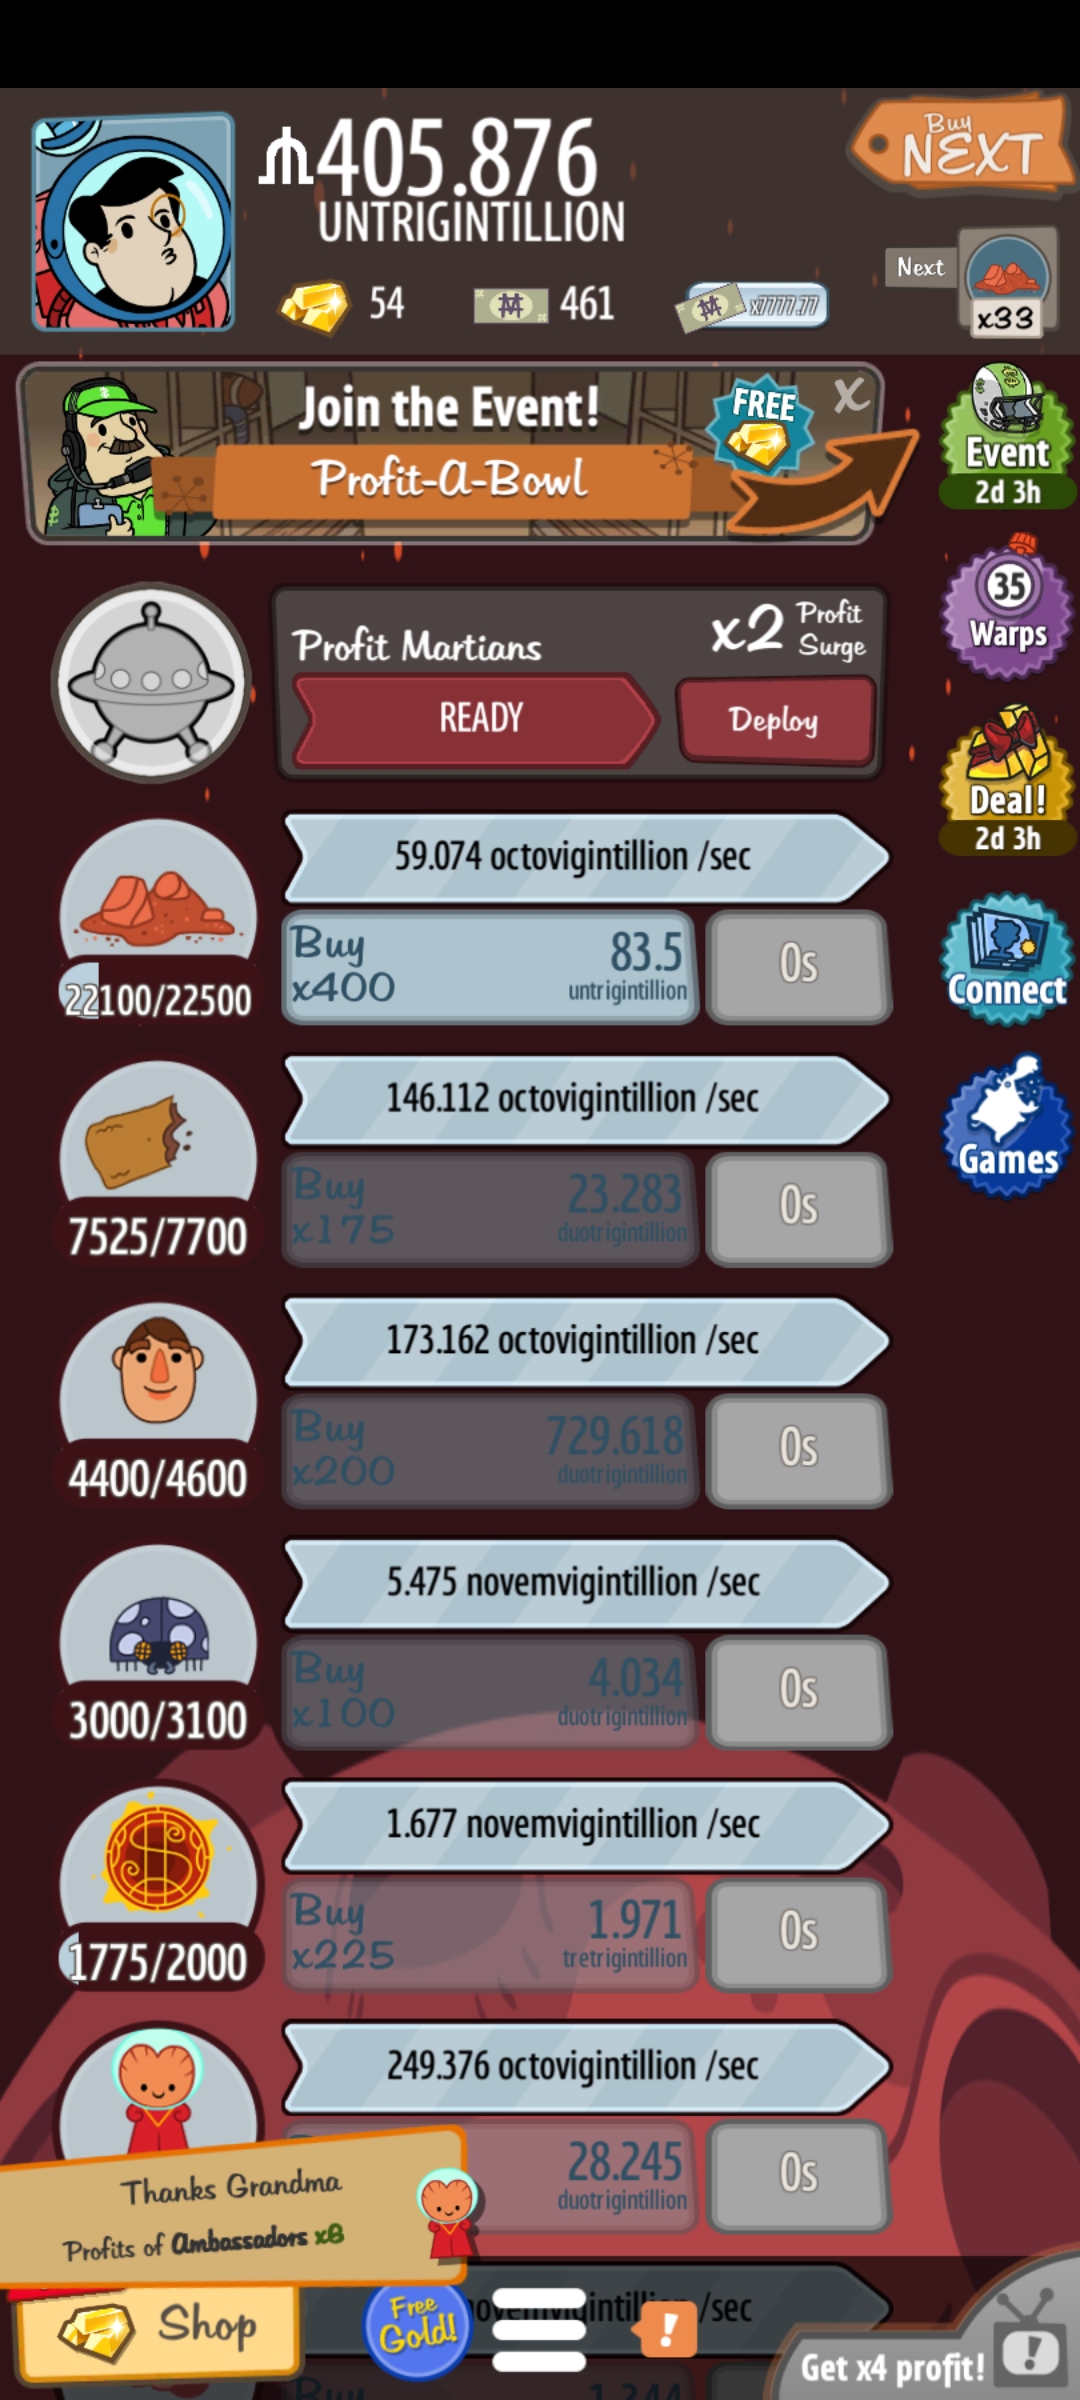 405.876
UNTRIGINTILLION
Buy
NEXT
54
461
x7777.77
Next
x33
Join the Event!
Profit-A-Bowl
FREE
X
Event
2d 3h
35
Warps
Profit Martians
x2 Profit Surge
READY
Deploy
Deal!
2d 3h
59.074 octovigintillion /sec
Buy x400
83.5
untrigintillion
0s
22100/22500
Connect
146.112 octovigintillion /sec
Buy x175
23.283
duotrigintillion
0s
7525/7700
Games
173.162 octovigintillion /sec
Buy x200
729.618
duotrigintillion
0s
4400/4600
5.475 novemvigintillion /sec
Buy x100
4.034
duotrigintillion
0s
3000/3100
1.677 novemvigintillion /sec
Buy x225
1.971
tretrigintillion
0s
1775/2000
249.376 octovigintillion /sec
28.245
duotrigintillion
0s
Thanks Grandma
Profits of Ambassadors x8
/sec
Shop
Free Gold!
!
Get x4 profit!
!
Buy
1.344